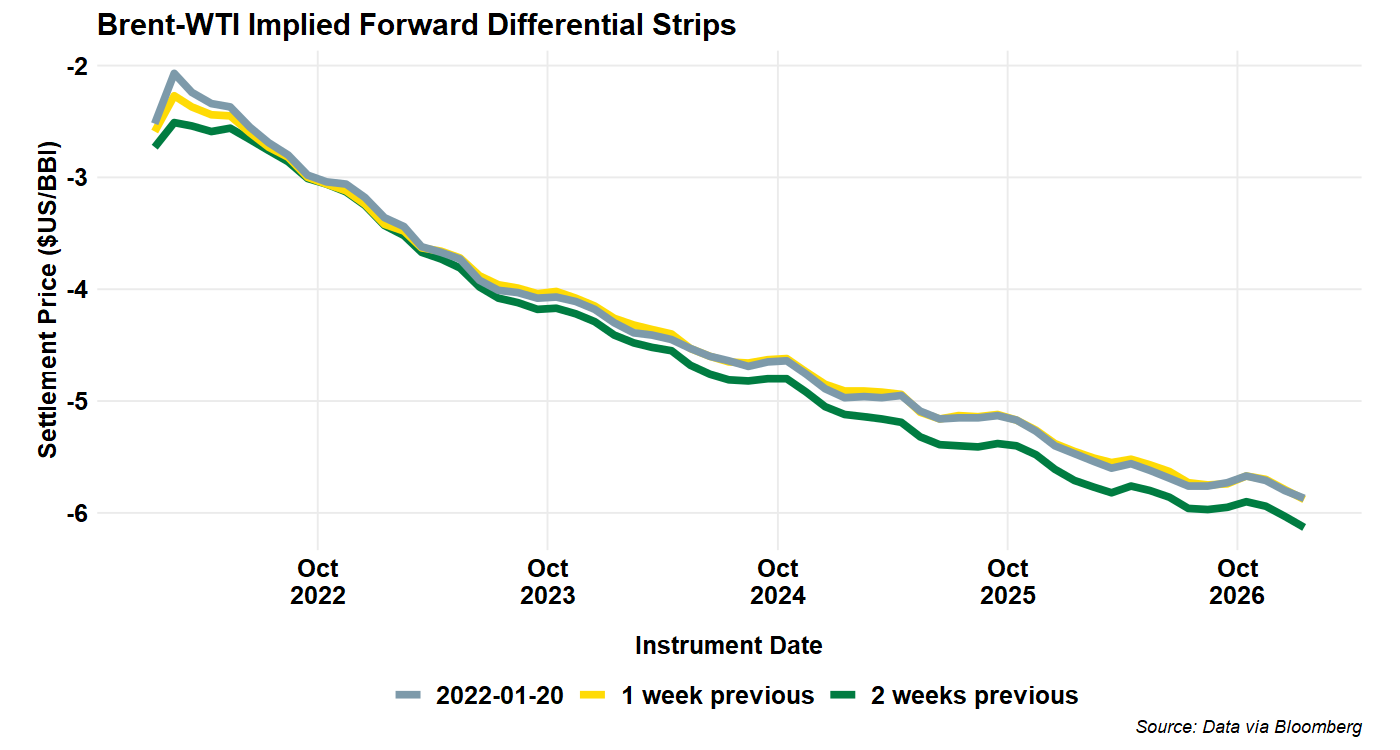 Brent-WTI Implied Forward Differential Strips
Settlement Price ($US/BBl)
-2
-3
-4
-5
-6
Oct
2022
Oct
2023
Oct
2024
Oct
2025
Oct
2026
Instrument Date
2022-01-20
1 week previous
2 weeks previous
Source: Data via Bloomberg